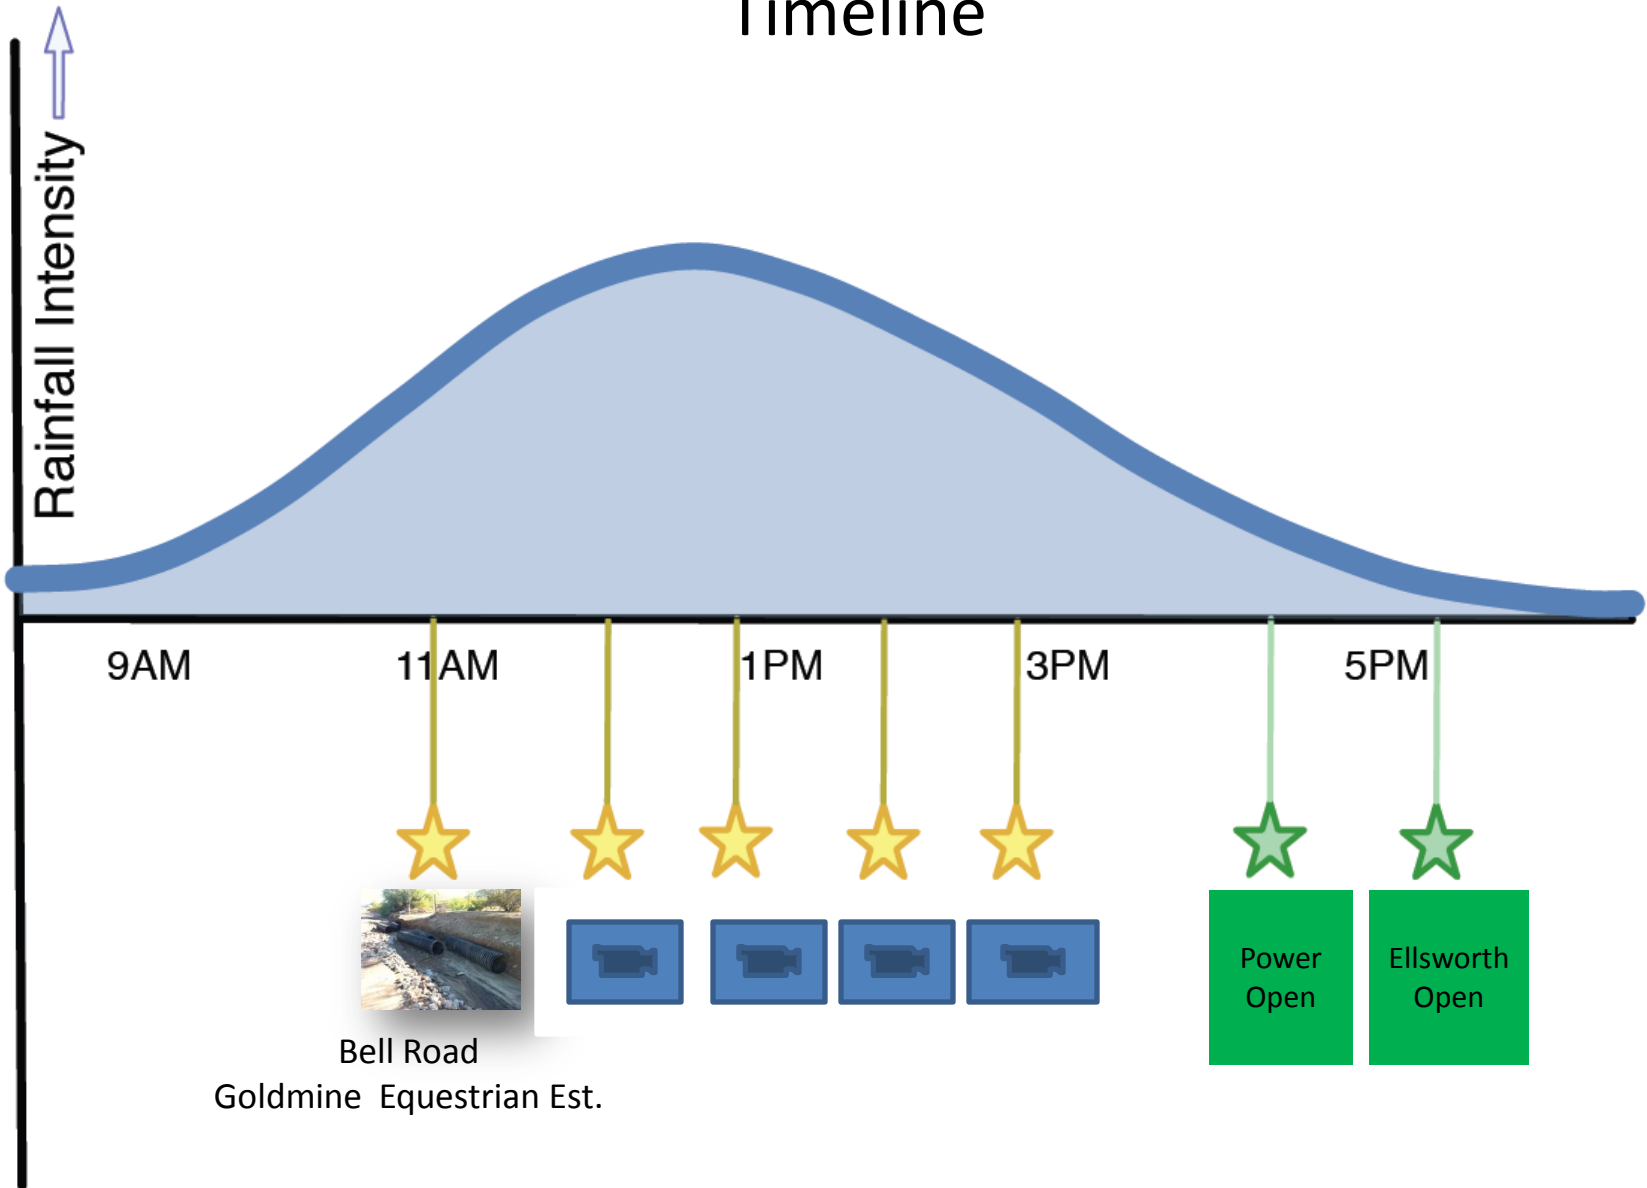 Timeline
Rainfall Intensity
9AM
11AM
1PM
3PM
5PM
Power
Open
Ellsworth
Open
Bell Road
Goldmine Equestrian Est.